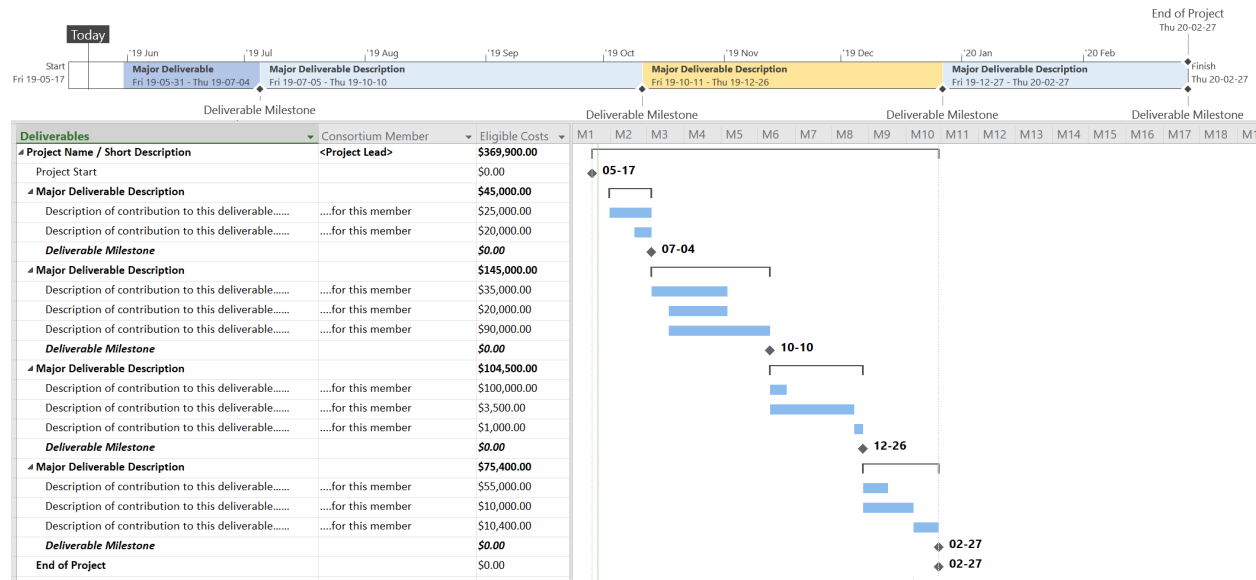 End of Project
Thu 20-02-27
Today
'19 Jun '19 Jul '19 Aug '19 Sep '19 Oct '19 Nov '19 Dec '20 Jan '20 Feb
Start
Fri 19-05-17
Major Deliverable
Fri 19-05-31 - Thu 19-07-04
Major Deliverable Description
Fri 19-07-05 - Thu 19-10-10
Major Deliverable Description
Fri 19-10-11 - Thu 19-12-26
Major Deliverable Description
Fri 19-12-27 - Thu 20-02-27
Finish
Thu 20-02-27
Deliverable Milestone Deliverable Milestone Deliverable Milestone Deliverable Milestone
Deliverables Consortium Member Eligible Costs M1 M2 M3 M4 M5 M6 M7 M8 M9 M10 M11 M12 M13 M14 M15 M16 M17 M18 M1
Project Name / Short Description <Project Lead> $369,900.00
Project Start $0.00 05-17
Major Deliverable Description $45,000.00
Description of contribution to this deliverable...... ....for this member $25,000.00
Description of contribution to this deliverable...... ....for this member $20,000.00
Deliverable Milestone $0.00 07-04
Major Deliverable Description $145,000.00
Description of contribution to this deliverable...... ....for this member $35,000.00
Description of contribution to this deliverable...... ....for this member $20,000.00
Description of contribution to this deliverable...... ....for this member $90,000.00
Deliverable Milestone $0.00 10-10
Major Deliverable Description $104,500.00
Description of contribution to this deliverable...... ....for this member $100,000.00
Description of contribution to this deliverable...... ....for this member $3,500.00
Description of contribution to this deliverable...... ....for this member $1,000.00
Deliverable Milestone $0.00 12-26
Major Deliverable Description $75,400.00
Description of contribution to this deliverable...... ....for this member $55,000.00
Description of contribution to this deliverable...... ....for this member $10,000.00
Description of contribution to this deliverable...... ....for this member $10,400.00
Deliverable Milestone $0.00 02-27
End of Project $0.00 02-27